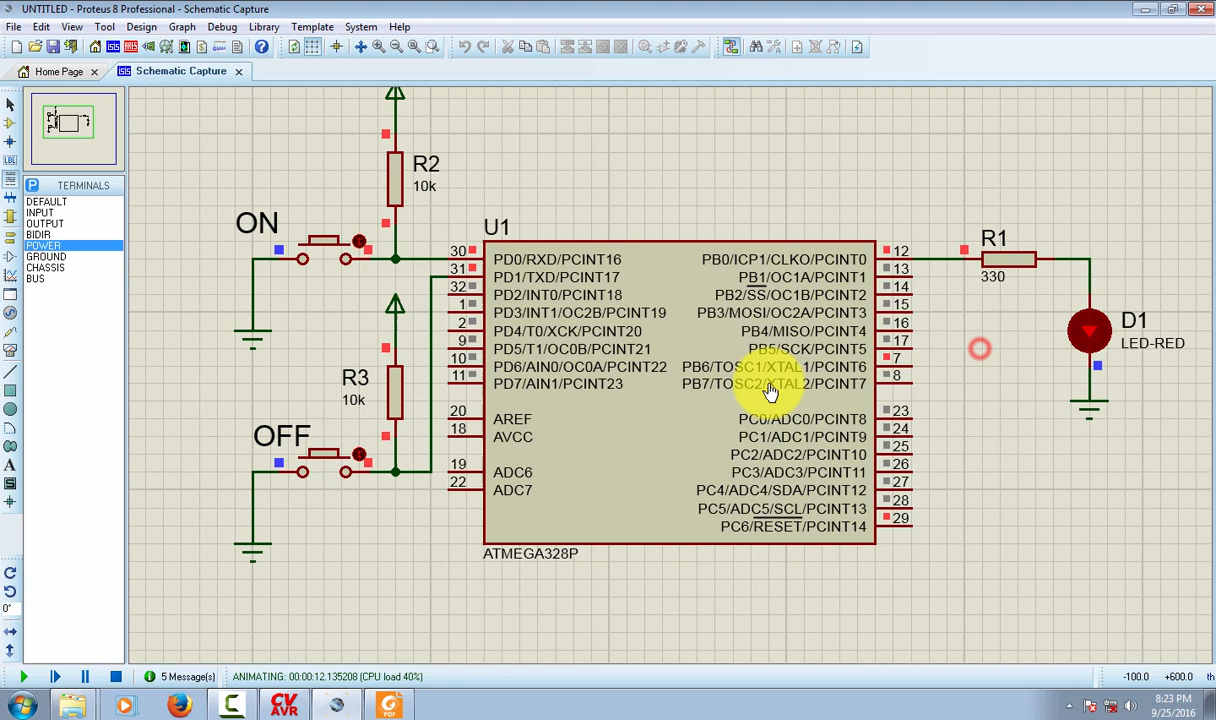 UNTITLED - Proteus 8 Professional - Schematic Capture
File Edit View Tool Design Graph Debug Library Template System Help
Home Page
Schematic Capture
P TERMINALS
DEFAULT
INPUT
OUTPUT
BIDIR
POWER
GROUND
CHASSIS
BUS
LBL
A
S
0°
R2
10k
ON
R3
10k
OFF
U1
30 PD0/RXD/PCINT16
31 PD1/TXD/PCINT17
32 PD2/INT0/PCINT18
1 PD3/INT1/OC2B/PCINT19
2 PD4/T0/XCK/PCINT20
9 PD5/T1/OC0B/PCINT21
10 PD6/AIN0/OC0A/PCINT22
11 PD7/AIN1/PCINT23
20 AREF
18 AVCC
19 ADC6
22 ADC7
PB0/ICP1/CLKO/PCINT0 12
PB1/OC1A/PCINT1 13
PB2/SS/OC1B/PCINT2 14
PB3/MOSI/OC2A/PCINT3 15
PB4/MISO/PCINT4 16
PB5/SCK/PCINT5 17
PB6/TOSC1/XTAL1/PCINT6 7
PB7/TOSC2/XTAL2/PCINT7 8
PC0/ADC0/PCINT8 23
PC1/ADC1/PCINT9 24
PC2/ADC2/PCINT10 25
PC3/ADC3/PCINT11 26
PC4/ADC4/SDA/PCINT12 27
PC5/ADC5/SCL/PCINT13 28
PC6/RESET/PCINT14 29
ATMEGA328P
R1
330
D1
LED-RED
5 Message(s)
ANIMATING: 00:00:12.135208 (CPU load 40%)
-100.0 +600.0 th
CV
AVR
PDF
8:23 PM
9/25/2016